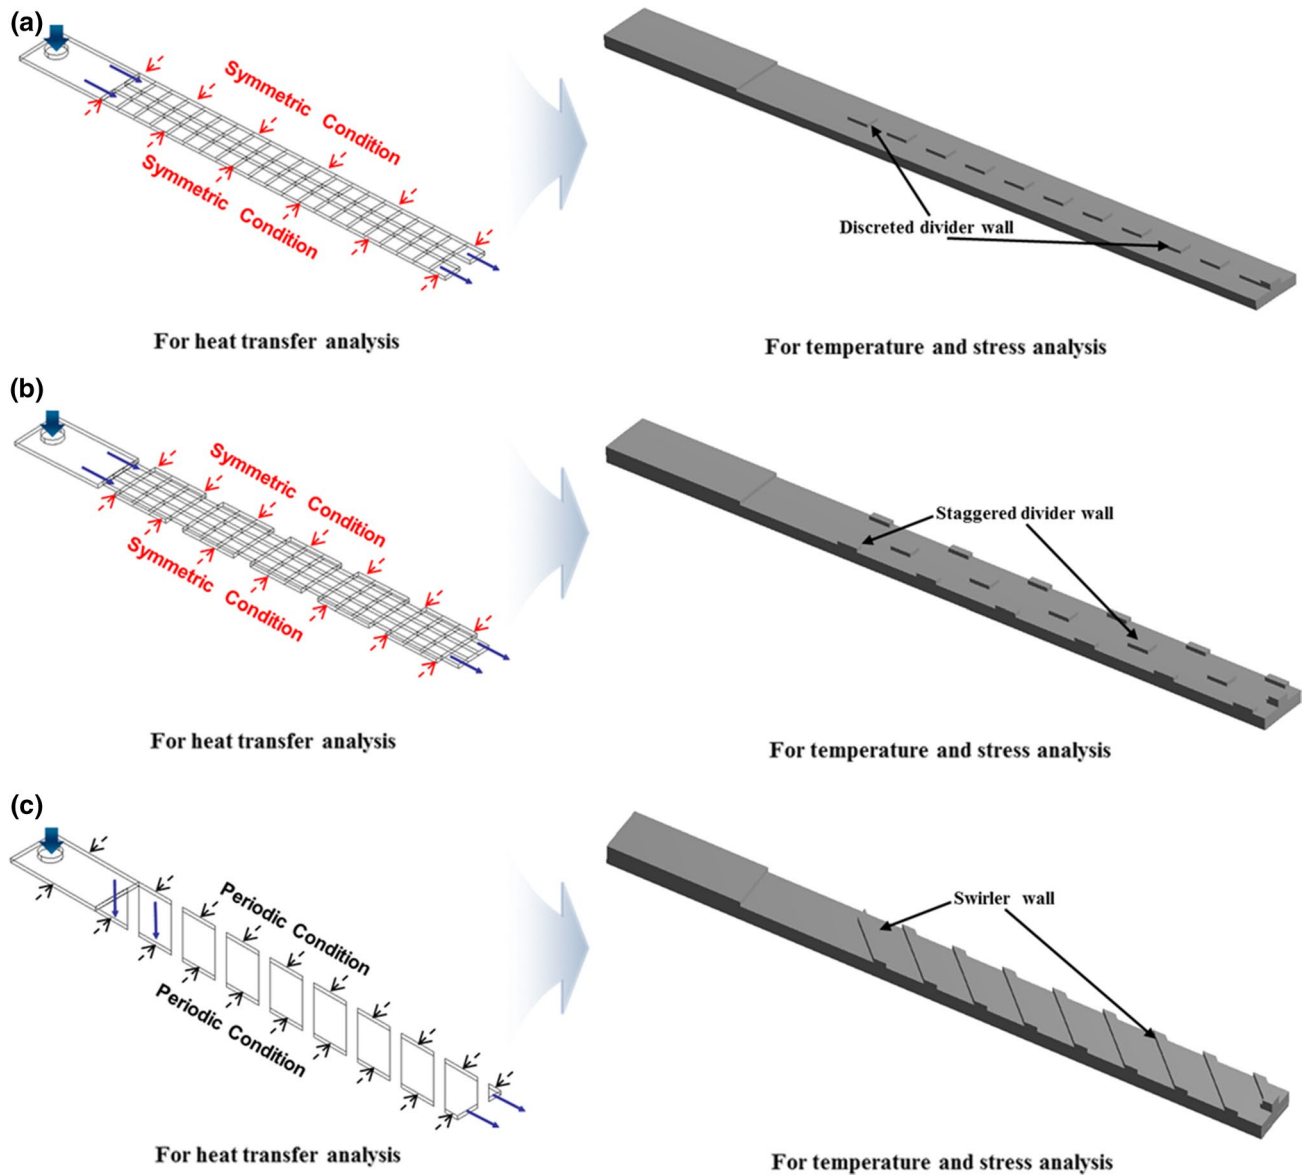 (a)
Symmetric Condition
Symmetric Condition
Discreted divider wall
For heat transfer analysis
For temperature and stress analysis
(b)
Symmetric Condition
Symmetric Condition
Staggered divider wall
For heat transfer analysis
For temperature and stress analysis
(c)
Periodic Condition
Periodic Condition
Swirler wall
For heat transfer analysis
For temperature and stress analysis